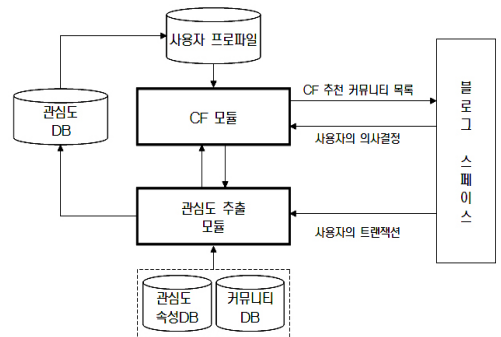 사용자 프로파일
관심도
DB
CF 모듈
CF 추천 커뮤니티 목록
사용자의 의사결정
블로그 스페이스
관심도 추출
모듈
사용자의 트랜잭션
관심도
속성DB
커뮤니티
DB